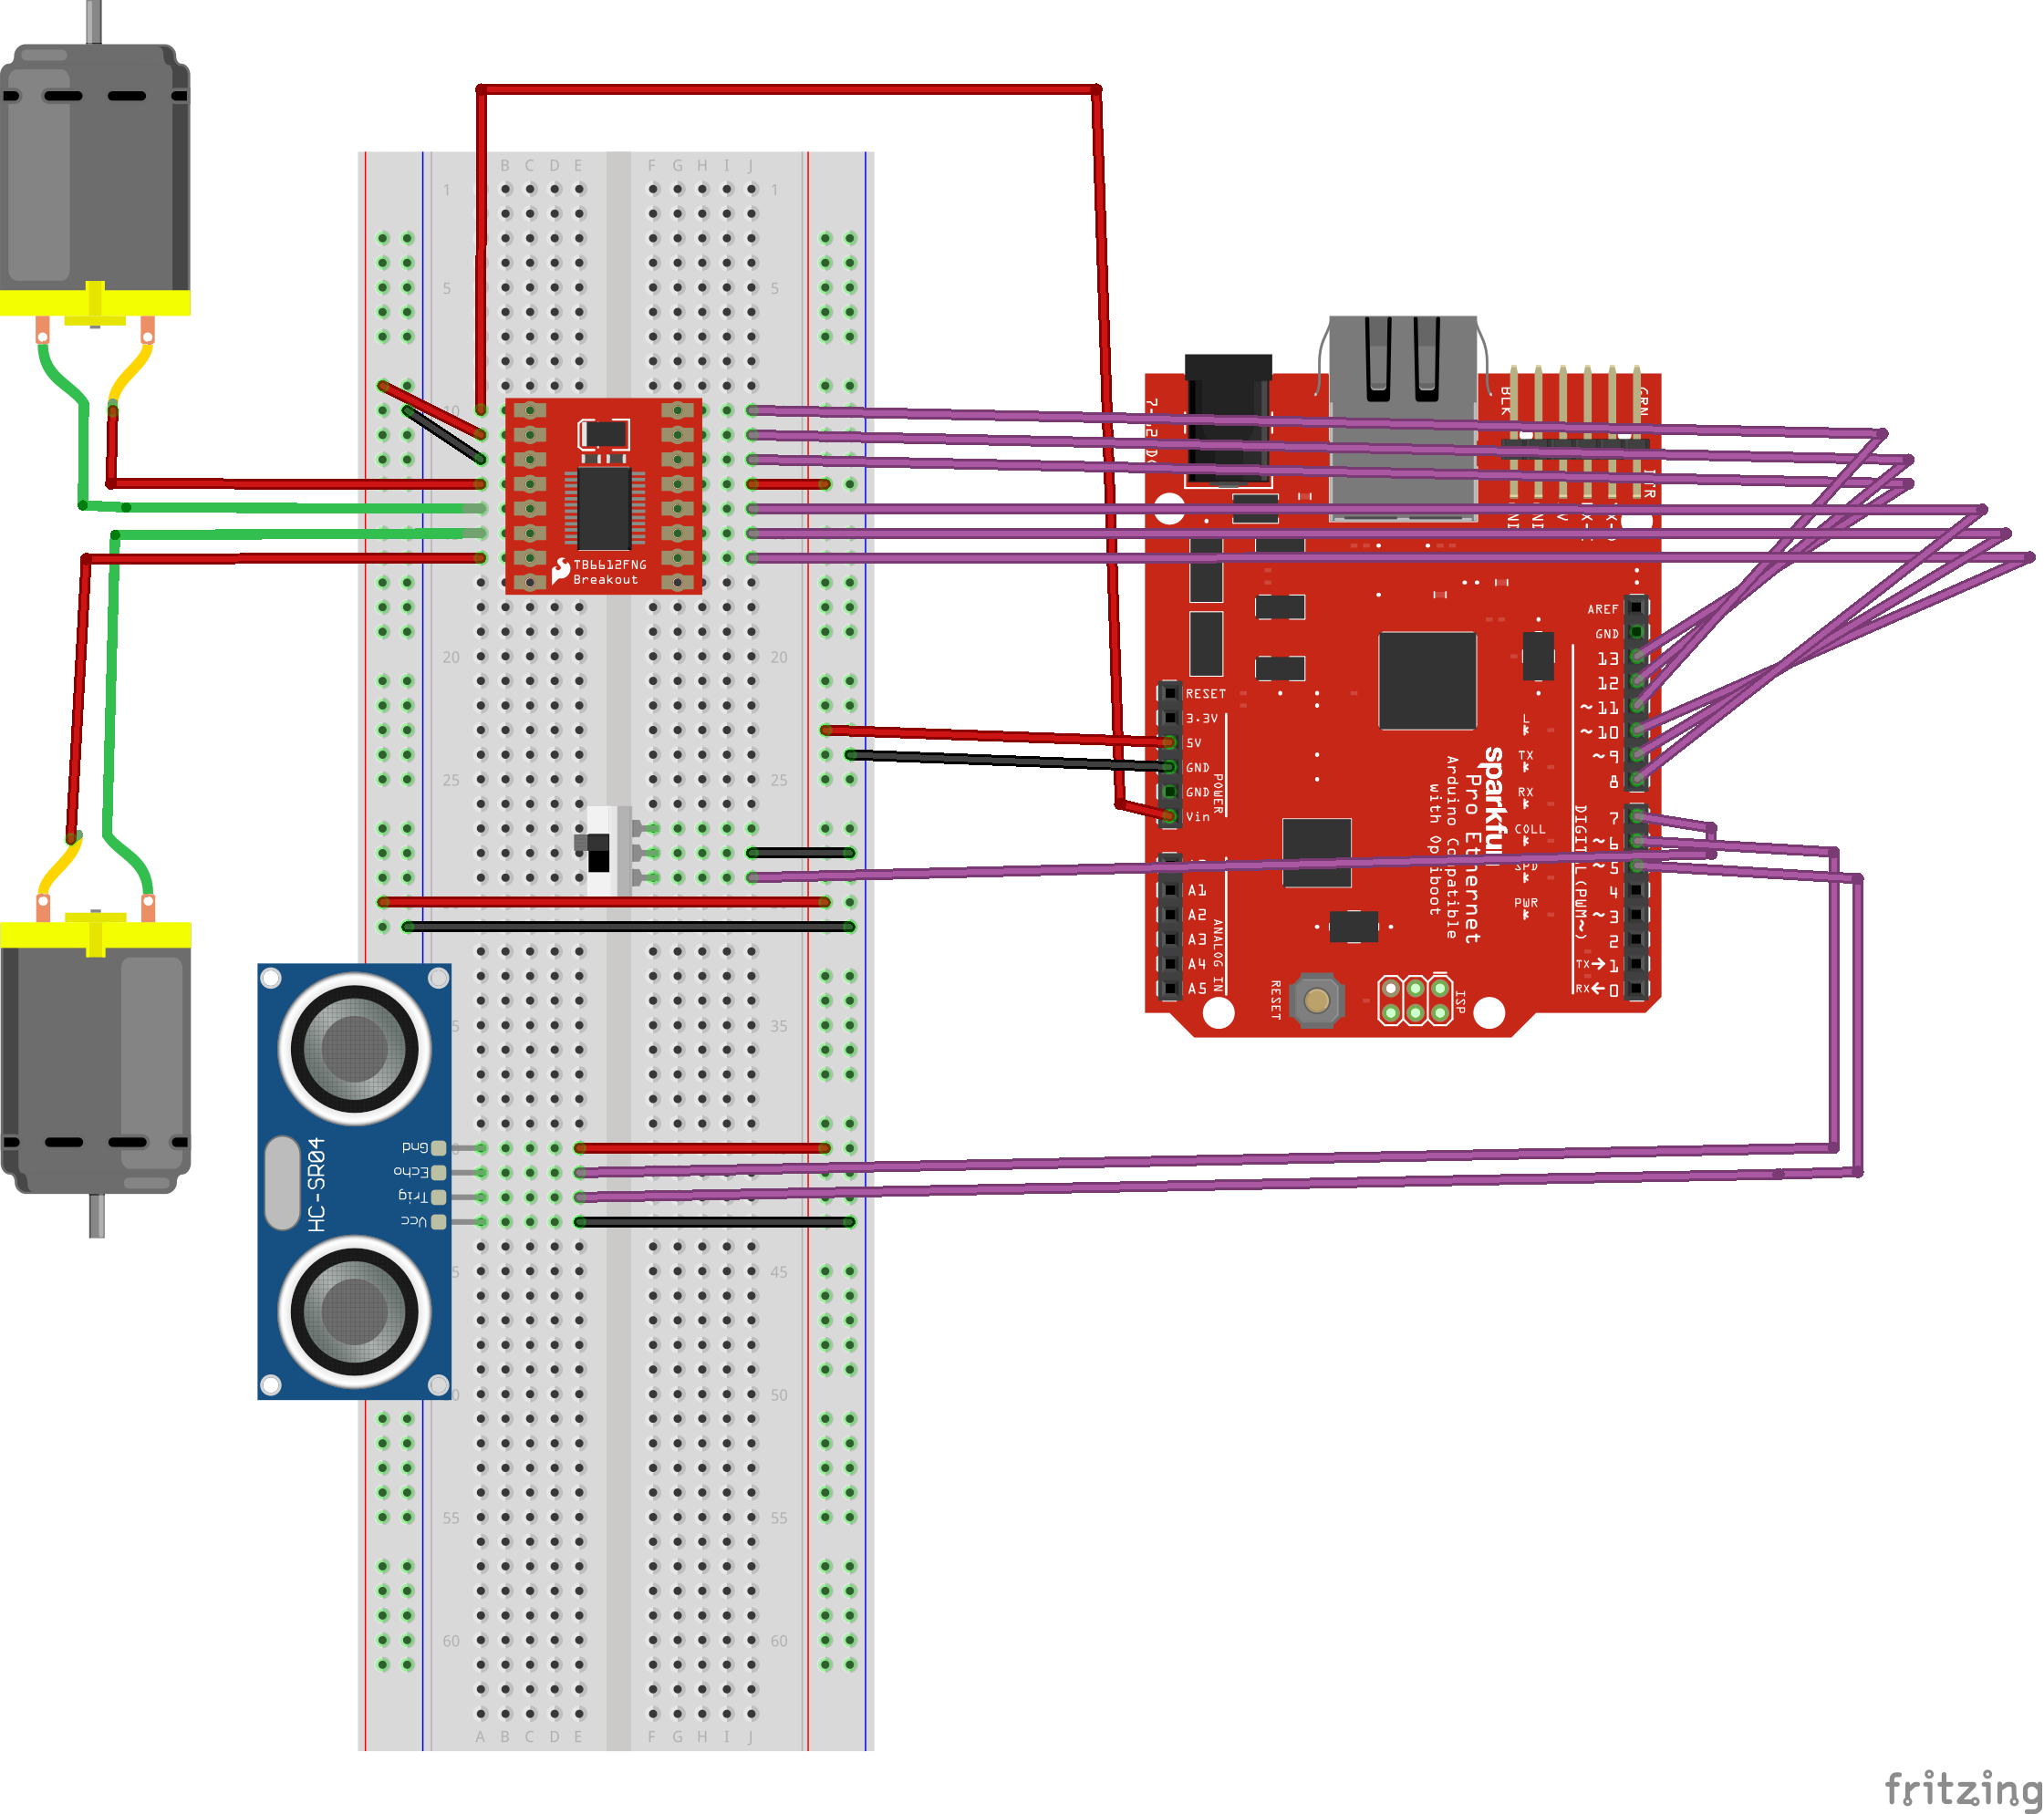 B C D E F G H I J
1 1
5 5
10
TB6612FNG
Breakout
20 20
25 25
35
45
50
55 55
60 60
A B C D E F G H I J
HC-SR04
Gnd
Echo
Trig
Vcc
BLK
GRN
RESET
3.3V
5V
GND
GND
Vin
POWER
A1
A2
A3
A4
A5
ANALOG IN
AREF
GND
13
12
~11
~10
~9
8
7
~6
~5
4
~3
2
TX→1
RX←0
DIGITAL (PWM~)
L
TX
RX
COLL
SPD
PWR
sparkfun
Pro Ethernet
Arduino Compatible
with Optiboot
RESET
ISP
fritzing